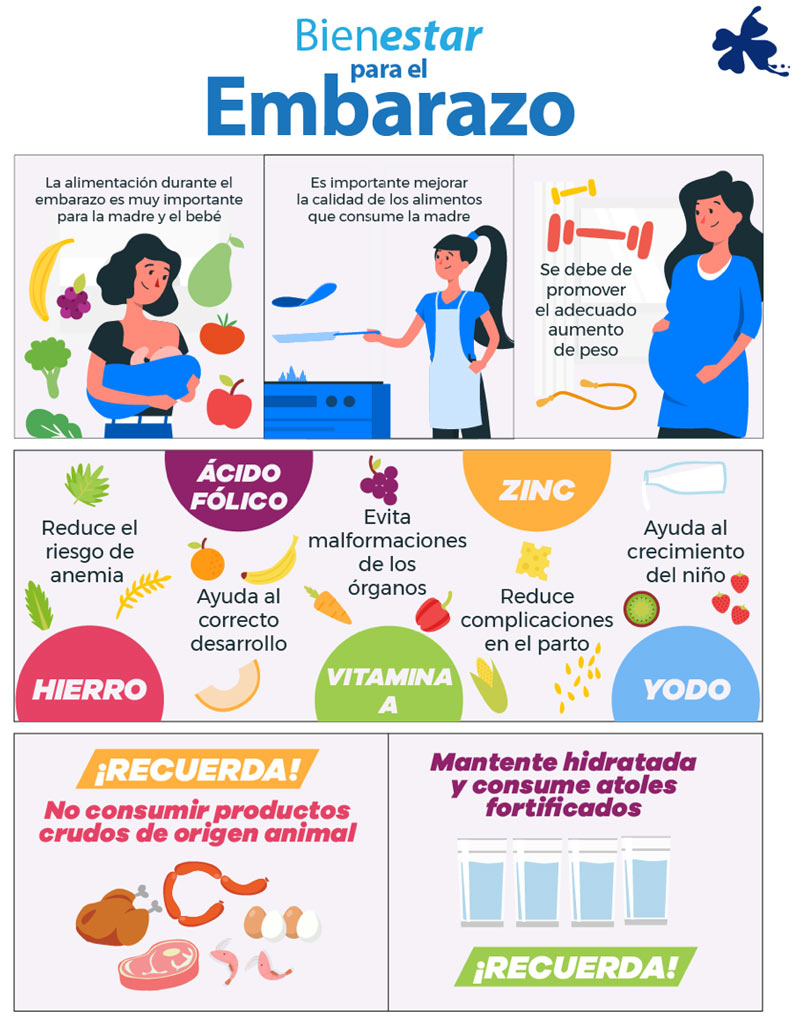 Bienestar
para el
Embarazo
La alimentación durante el
embarazo es muy importante
para la madre y el bebé
Es importante mejorar
la calidad de los alimentos
que consume la madre
Se debe de
promover
el adecuado
aumento
de peso
Reduce el
riesgo de
anemia
HIERRO
ÁCIDO
FÓLICO
Ayuda al
correcto
desarrollo
Evita
malformaciones
de los
órganos
VITAMINA
A
ZINC
Reduce
complicaciones
en el parto
Ayuda al
crecimiento
del niño
YODO
¡RECUERDA!
No consumir productos
crudos de origen animal
Mantente hidratada
y consume atoles
fortificados
¡RECUERDA!